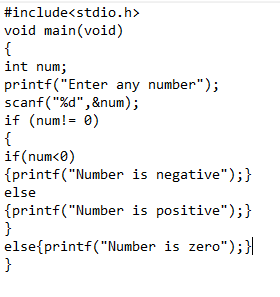 #include<stdio.h>
void main(void)
{
int num;
printf("Enter any number");
scanf("%d",&num);
if (num!= 0)
{
if(num<0)
{printf("Number is negative");}
else
{printf("Number is positive");}
}
else{printf("Number is zero");}
}